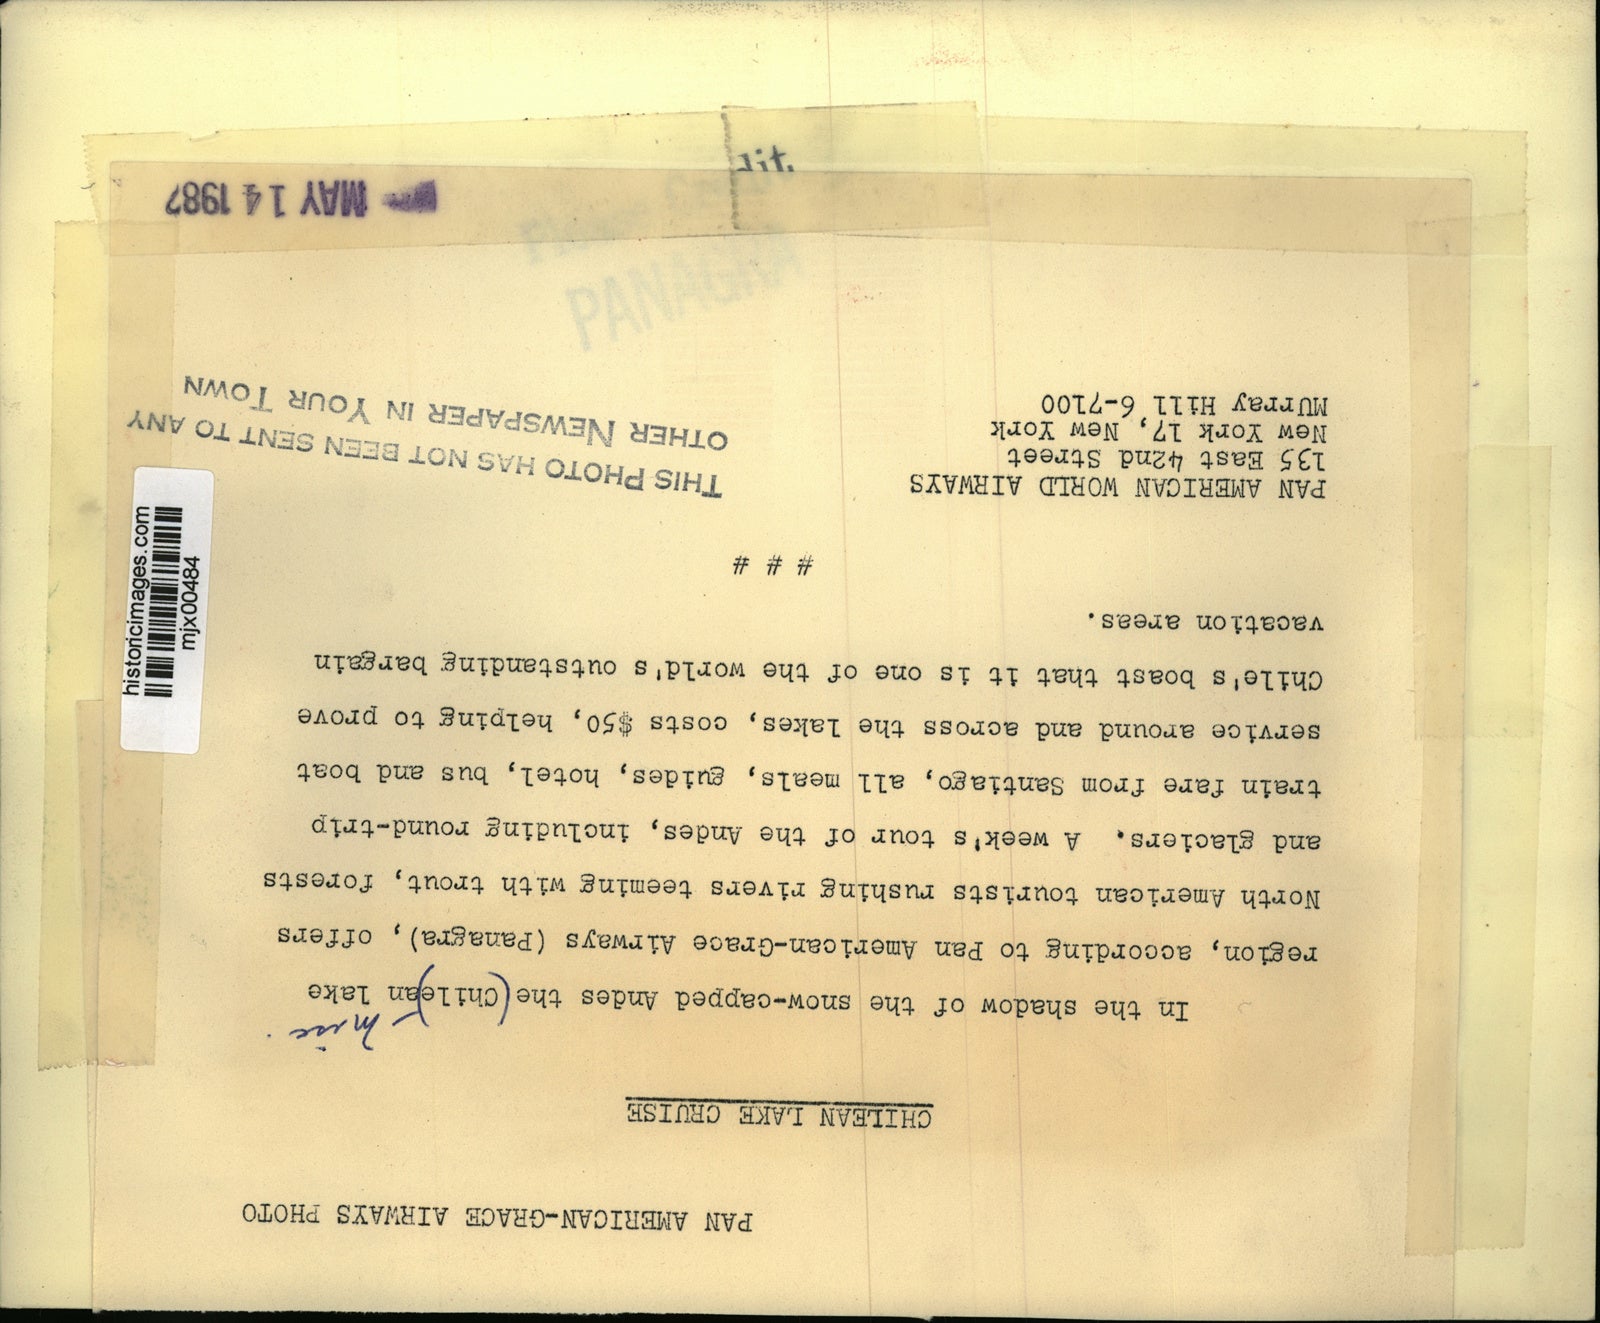 PAN AMERICAN-GRACE AIRWAYS PHOTO
CHILEAN LAKE CRUISE
- Misc.
In the shadow of the snow-capped Andes the (Chile)an lake
region, according to Pan American-Grace Airways (Panagra), offers
North American tourists rushing rivers teeming with trout, forests
and glaciers. A week's tour of the Andes, including round-trip
train fare from Santiago, all meals, guides, hotel, bus and boat
service around and across the lakes, costs $50, helping to prove
Chile's boast that it is one of the world's outstanding bargain
vacation areas.
# # #
PAN AMERICAN WORLD AIRWAYS
135 East 42nd Street
New York 17, New York
MUrray Hill 6-7100
THIS PHOTO HAS NOT BEEN SENT TO ANY
OTHER NEWSPAPER IN YOUR TOWN
PANAGRA
MAY 14 1987
historicimages.com
mjx00484